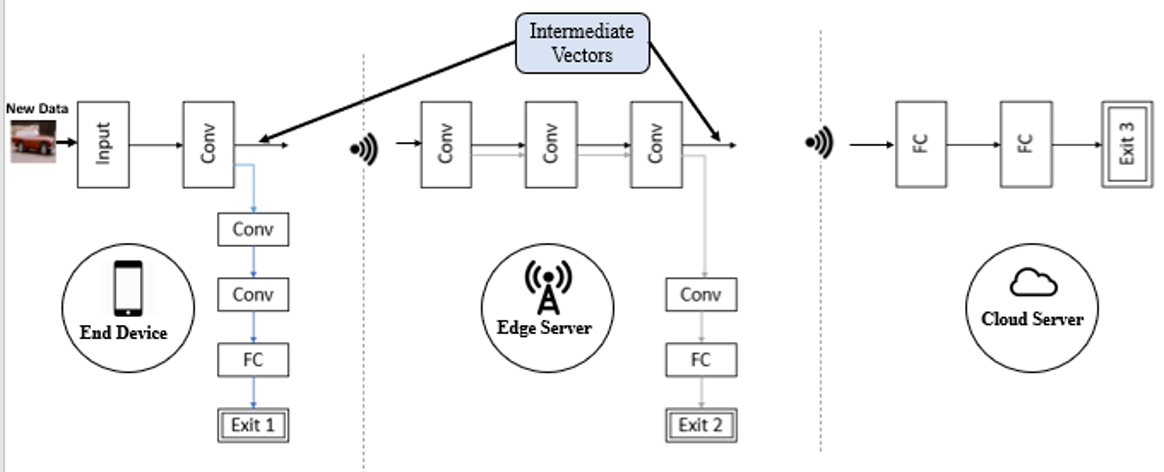 Intermediate
Vectors
New Data
Input
Conv
Conv
Conv
Conv
FC
FC
Exit 3
Conv
Conv
FC
Exit 1
End Device
Conv
FC
Exit 2
Edge Server
Cloud Server